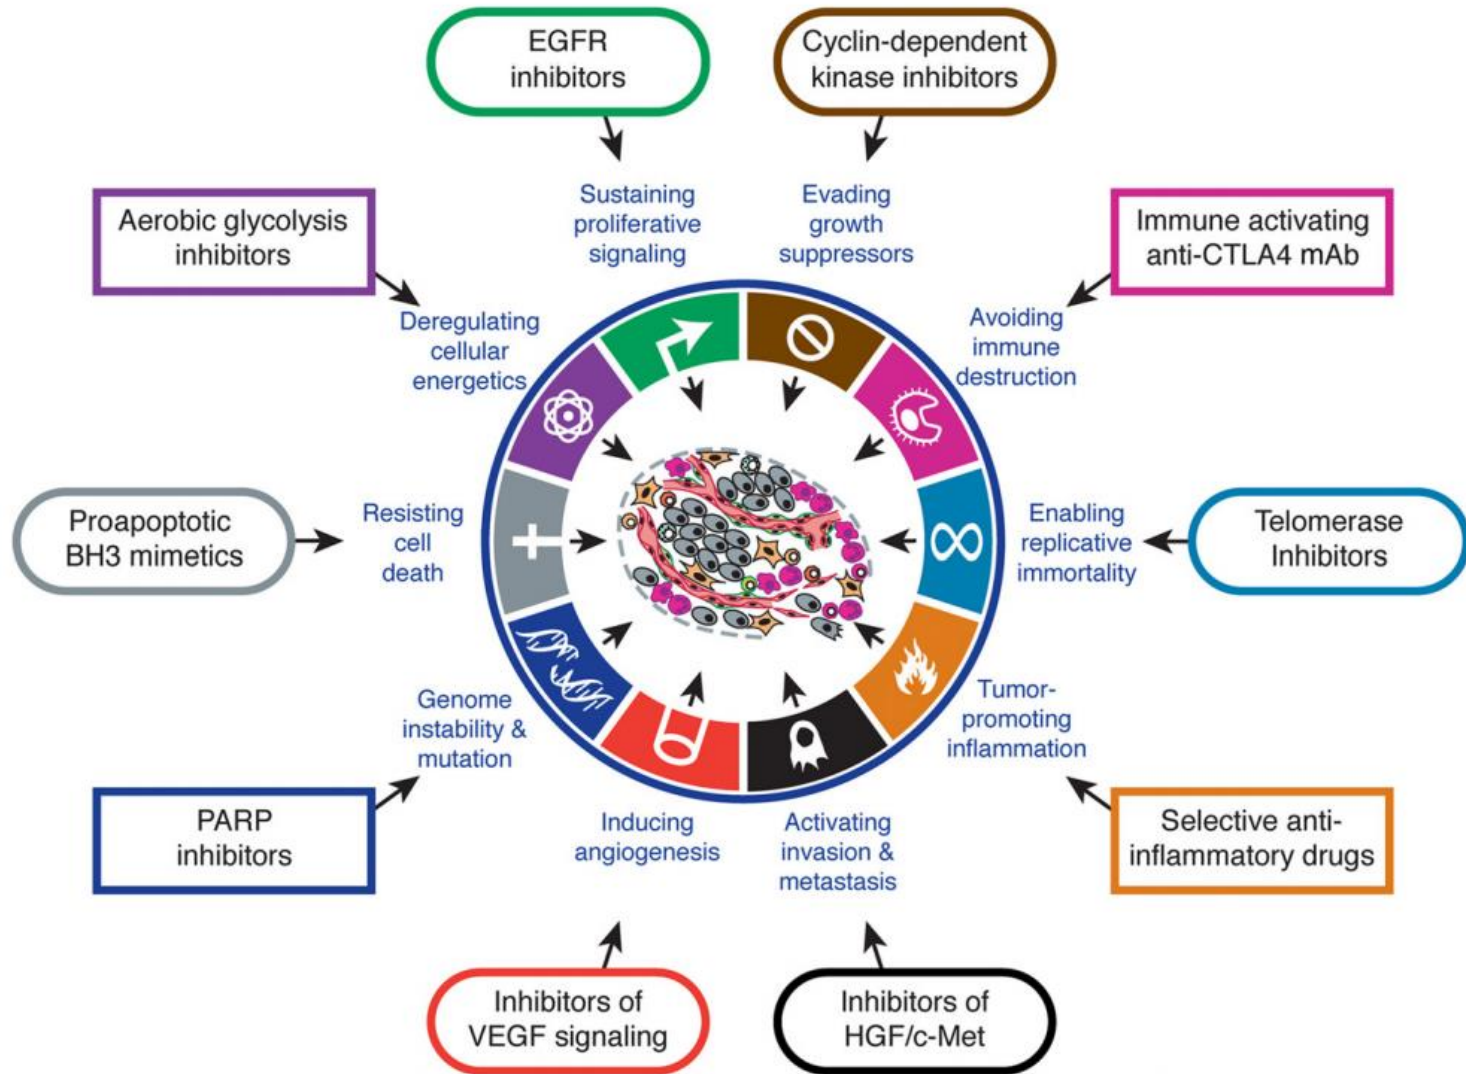 EGFR
inhibitors
Cyclin-dependent
kinase inhibitors
Sustaining
proliferative
signaling
Evading
growth
suppressors
Aerobic glycolysis
inhibitors
Immune activating
anti-CTLA4 mAb
Deregulating
cellular
energetics
Avoiding
immune
destruction
Proapoptotic
BH3 mimetics
Resisting
cell
death
Enabling
replicative
immortality
Telomerase
Inhibitors
Genome
instability &
mutation
Tumor-
promoting
inflammation
PARP
inhibitors
Inducing
angiogenesis
Activating
invasion &
metastasis
Selective anti-
inflammatory drugs
Inhibitors of
VEGF signaling
Inhibitors of
HGF/c-Met